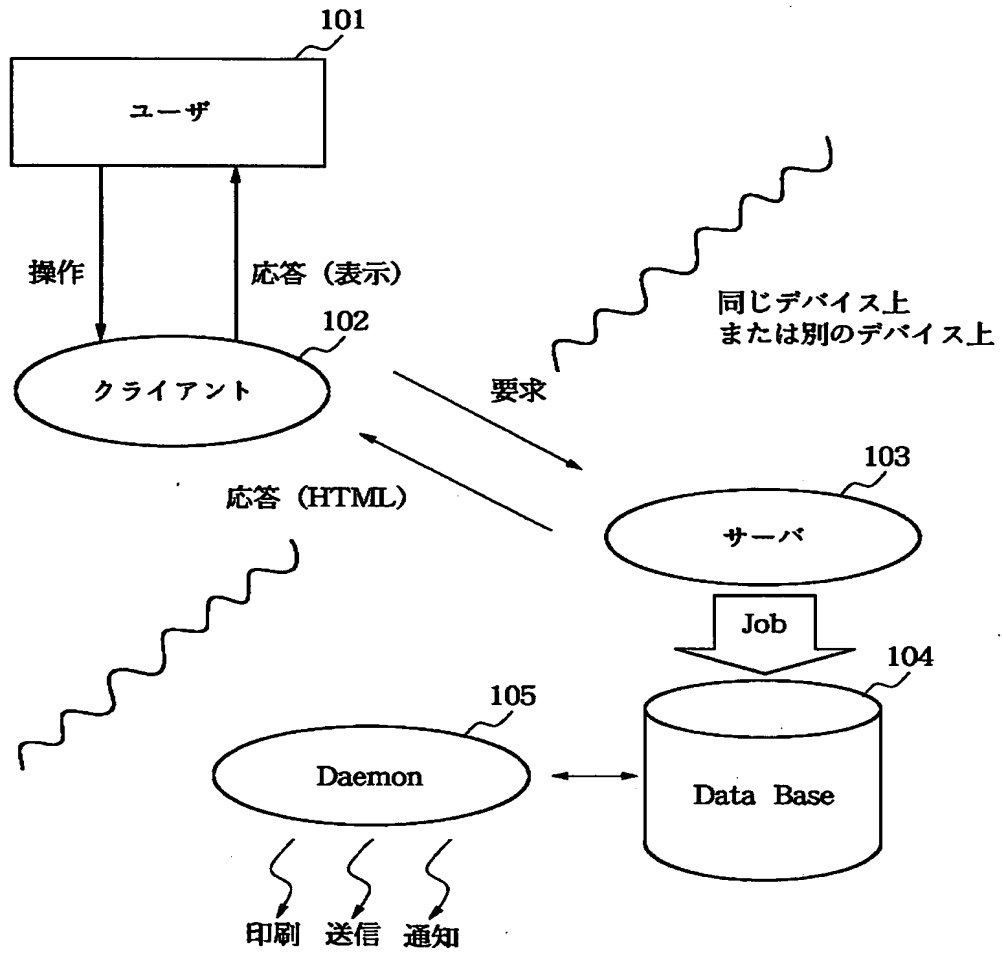 101
ユーザ
操作
応答 (表示)
102
同じデバイス上
または別のデバイス上
クライアント
要求
応答 (HTML)
103
サーバ
Job
104
105
Daemon
Data Base
印刷 送信 通知